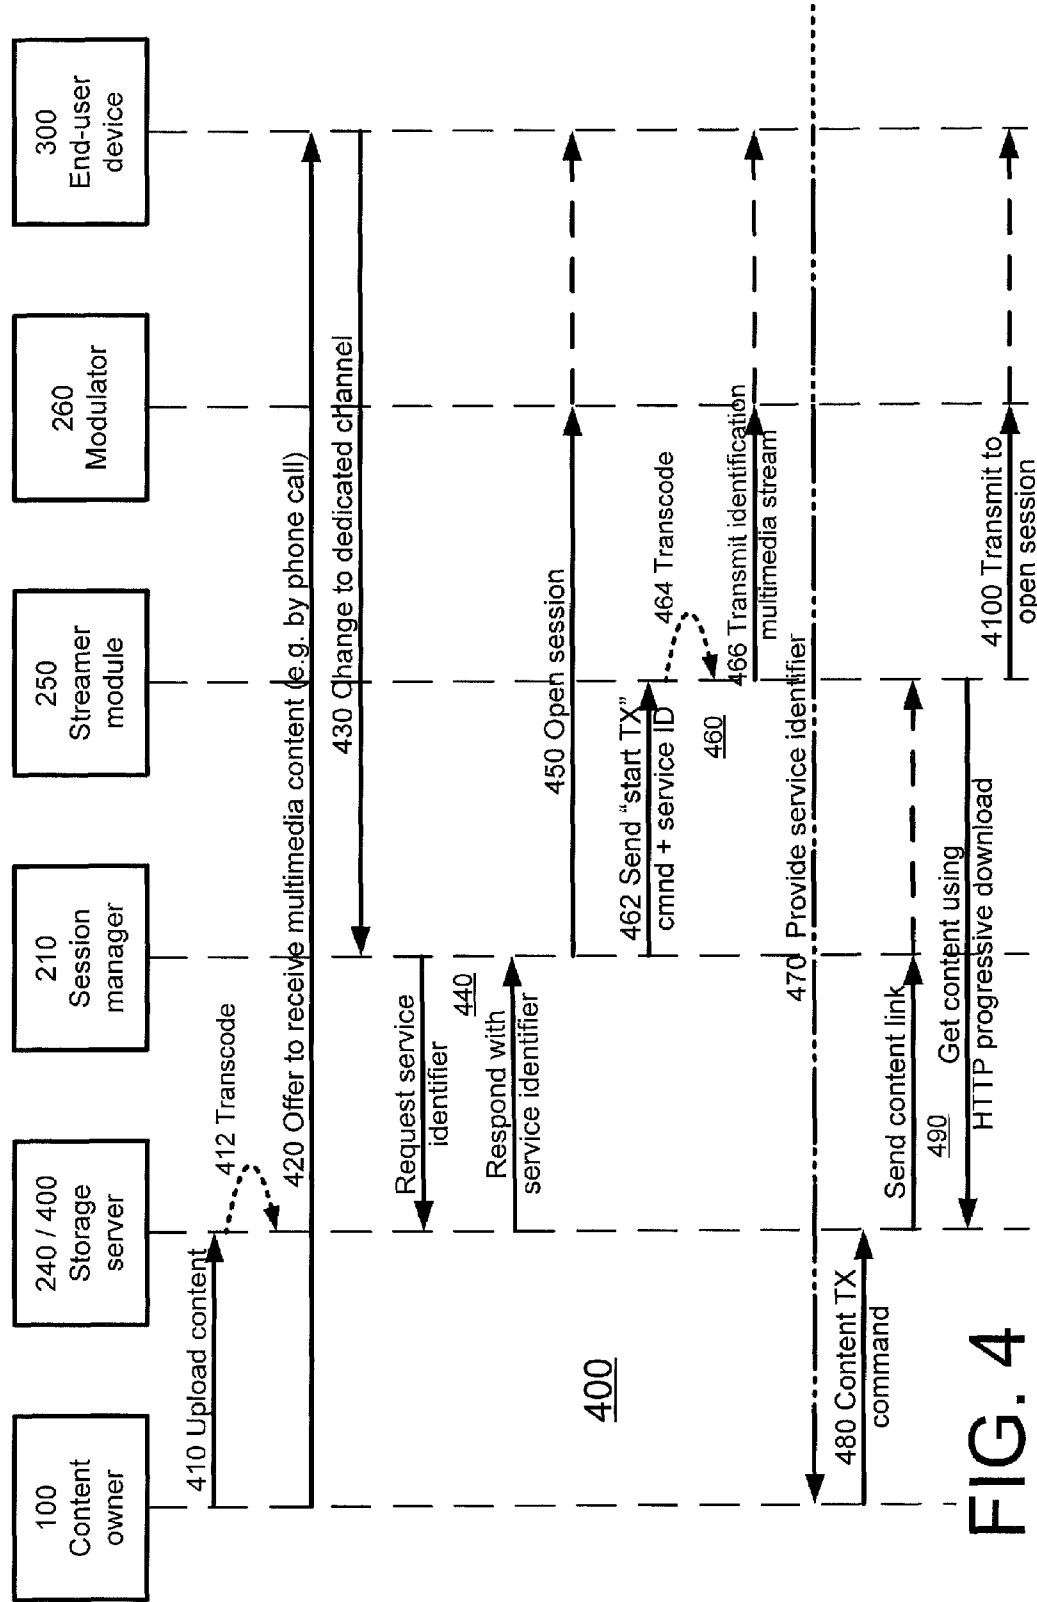 100
Content
owner
240 / 400
Storage
server
210
Session
manager
250
Streamer
module
260
Modulator
300
End-user
device
410 Upload content
412 Transcode
420 Offer to receive multimedia content (e.g. by phone call)
430 Change to dedicated channel
Request service
identifier
440
Respond with
service identifier
450 Open session
462 Send “start TX”
cmnd + service ID
464 Transcode
460
466 Transmit identification
multimedia stream
470 Provide service identifier
480 Content TX
command
Send content link
490
Get content using
HTTP progressive download
4100 Transmit to
open session
400
FIG. 4